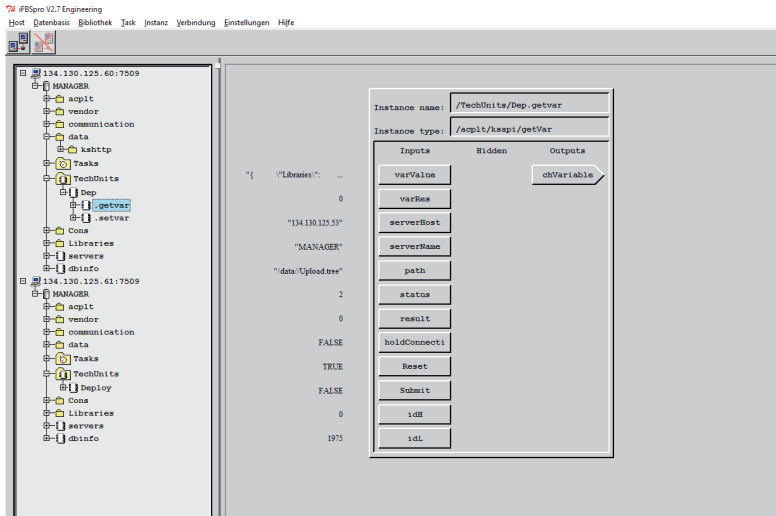 iFBSpro V2.7 Engineering
Host Datenbasis Bibliothek Task Instanz Verbindung Einstellungen Hilfe
134.130.125.60:7509
MANAGER
acplt
vendor
communication
data
kshttp
Tasks
TechUnits
Dep
.getvar
.setvar
Cons
Libraries
servers
dbinfo
134.130.125.61:7509
MANAGER
acplt
vendor
communication
data
Tasks
TechUnits
Deploy
Cons
Libraries
servers
dbinfo
Instance name: /TechUnits/Dep.getvar
Instance type: /acplt/ksapi/getVar
Inputs Hidden Outputs
"{ \"Libraries\": ... varValue chVariable
0 varRes
"134.130.125.53" serverHost
"MANAGER" serverName
"/data//Upload.tree" path
2 status
0 result
FALSE holdConnecti
TRUE Reset
FALSE Submit
0 idH
1975 idL